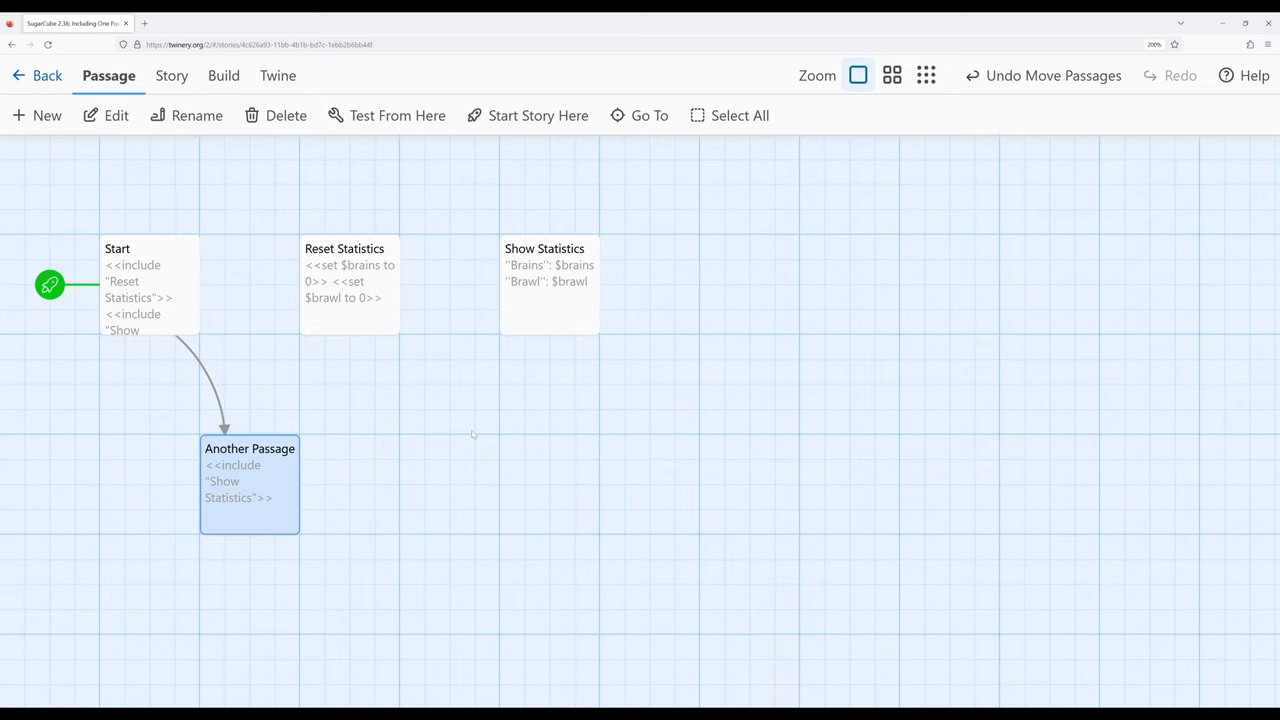 SugarCube 2.36: Including One Pa
https://twinery.org/2/#/stories/4c626a93-11bb-4b1b-bd7c-1ebb2b6bb44f
200%
Back
Passage
Story
Build
Twine
Zoom
Undo Move Passages
Redo
Help
New
Edit
Rename
Delete
Test From Here
Start Story Here
Go To
Select All
Start
<<include
"Reset
Statistics">>
<<include
"Show
Reset Statistics
<<set $brains to
0>> <<set
$brawl to 0>>
Show Statistics
''Brains'': $brains
''Brawl'': $brawl
Another Passage
<<include
"Show
Statistics">>